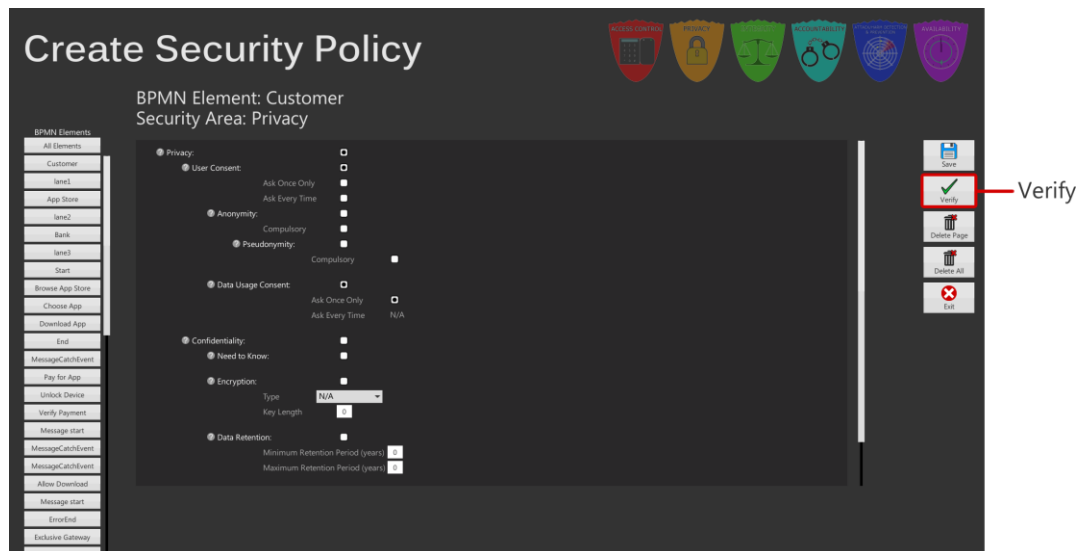 Create Security Policy
ACCESS CONTROL
PRIVACY
ACCOUNTABILITY
AVAILABILITY
BPMN Element: Customer
Security Area: Privacy
BPMN Elements
All Elements
Customer
lane1
App Store
lane2
Bank
lane3
Start
Browse App Store
Choose App
Download App
End
MessageCatchEvent
Pay for App
Unlock Device
Verify Payment
Message start
MessageCatchEvent
MessageCatchEvent
Allow Download
Message start
ErrorEnd
Exclusive Gateway
Privacy:
User Consent:
Ask Once Only
Ask Every Time
Anonymity:
Compulsory
Pseudonymity:
Compulsory
Data Usage Consent:
Ask Once Only
Ask Every Time N/A
Confidentiality:
Need to Know:
Encryption:
Type N/A
Key Length 0
Data Retention:
Minimum Retention Period (years) 0
Maximum Retention Period (years) 0
Save
Verify
Delete Page
Delete All
Exit
Verify